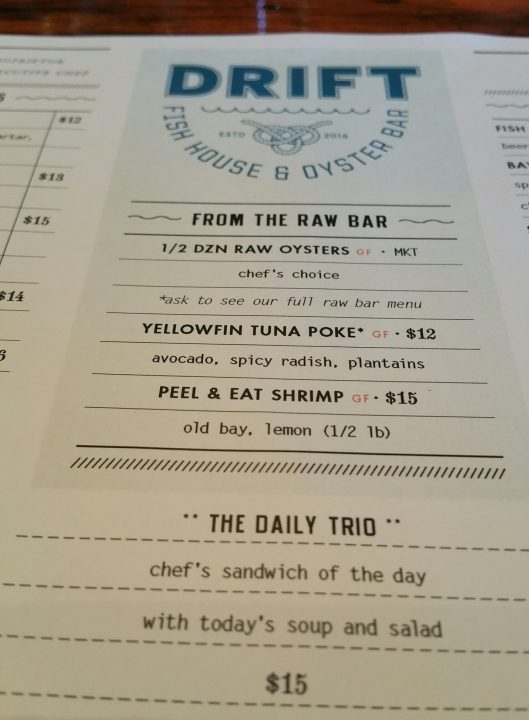 DRIFT
FISH HOUSE & OYSTER BAR
ESTD 2016
FROM THE RAW BAR
1/2 DZN RAW OYSTERS GF · MKT
chef's choice
*ask to see our full raw bar menu
YELLOWFIN TUNA POKE* GF · $12
avocado, spicy radish, plantains
PEEL & EAT SHRIMP GF · $15
old bay, lemon (1/2 lb)
¨ THE DAILY TRIO ¨
chef's sandwich of the day
with today's soup and salad
$15
$12
$13
$15
$14
FISH
beer